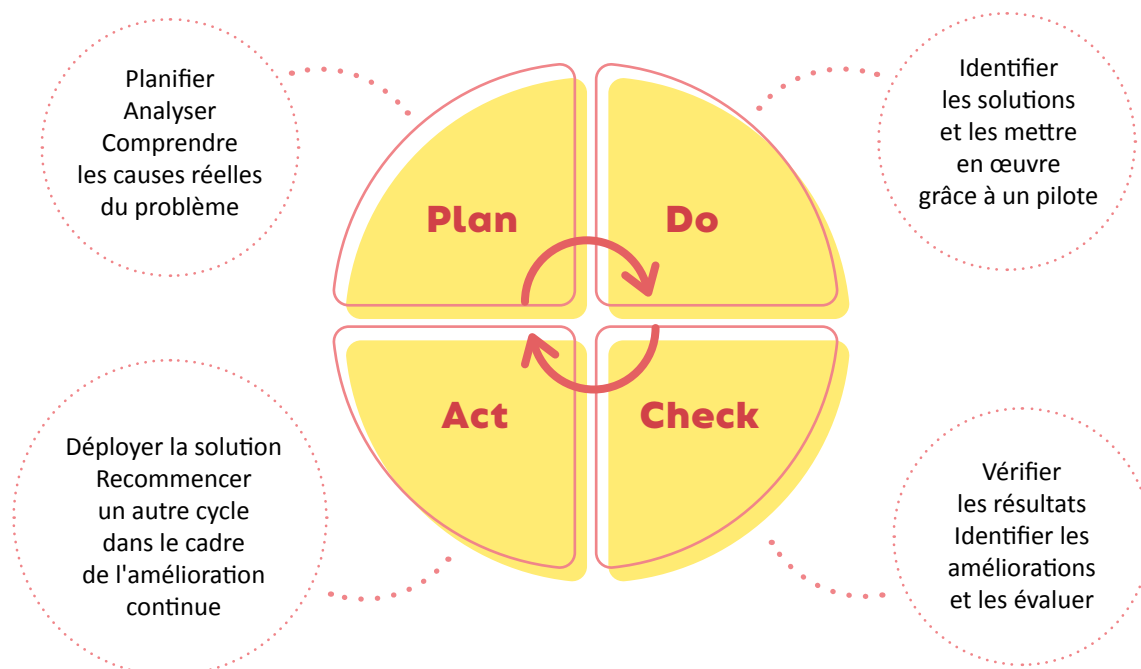 Planifier
Analyser
Comprendre
les causes réelles
du problème
Plan
Do
Identifier
les solutions
et les mettre
en œuvre
grâce à un pilote
Act
Check
Déployer la solution
Recommencer
un autre cycle
dans le cadre
de l'amélioration
continue
Vérifier
les résultats
Identifier les
améliorations
et les évaluer